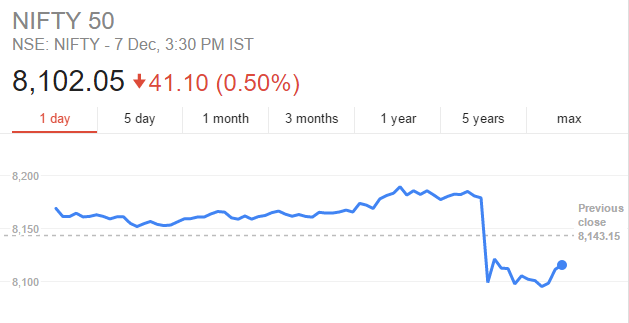 NIFTY 50
NSE: NIFTY - 7 Dec, 3:30 PM IST
8,102.05 41.10 (0.50%)
1 day 5 day 1 month 3 months 1 year 5 years max
8,200
8,150
8,100
Previous
close
8,143.15